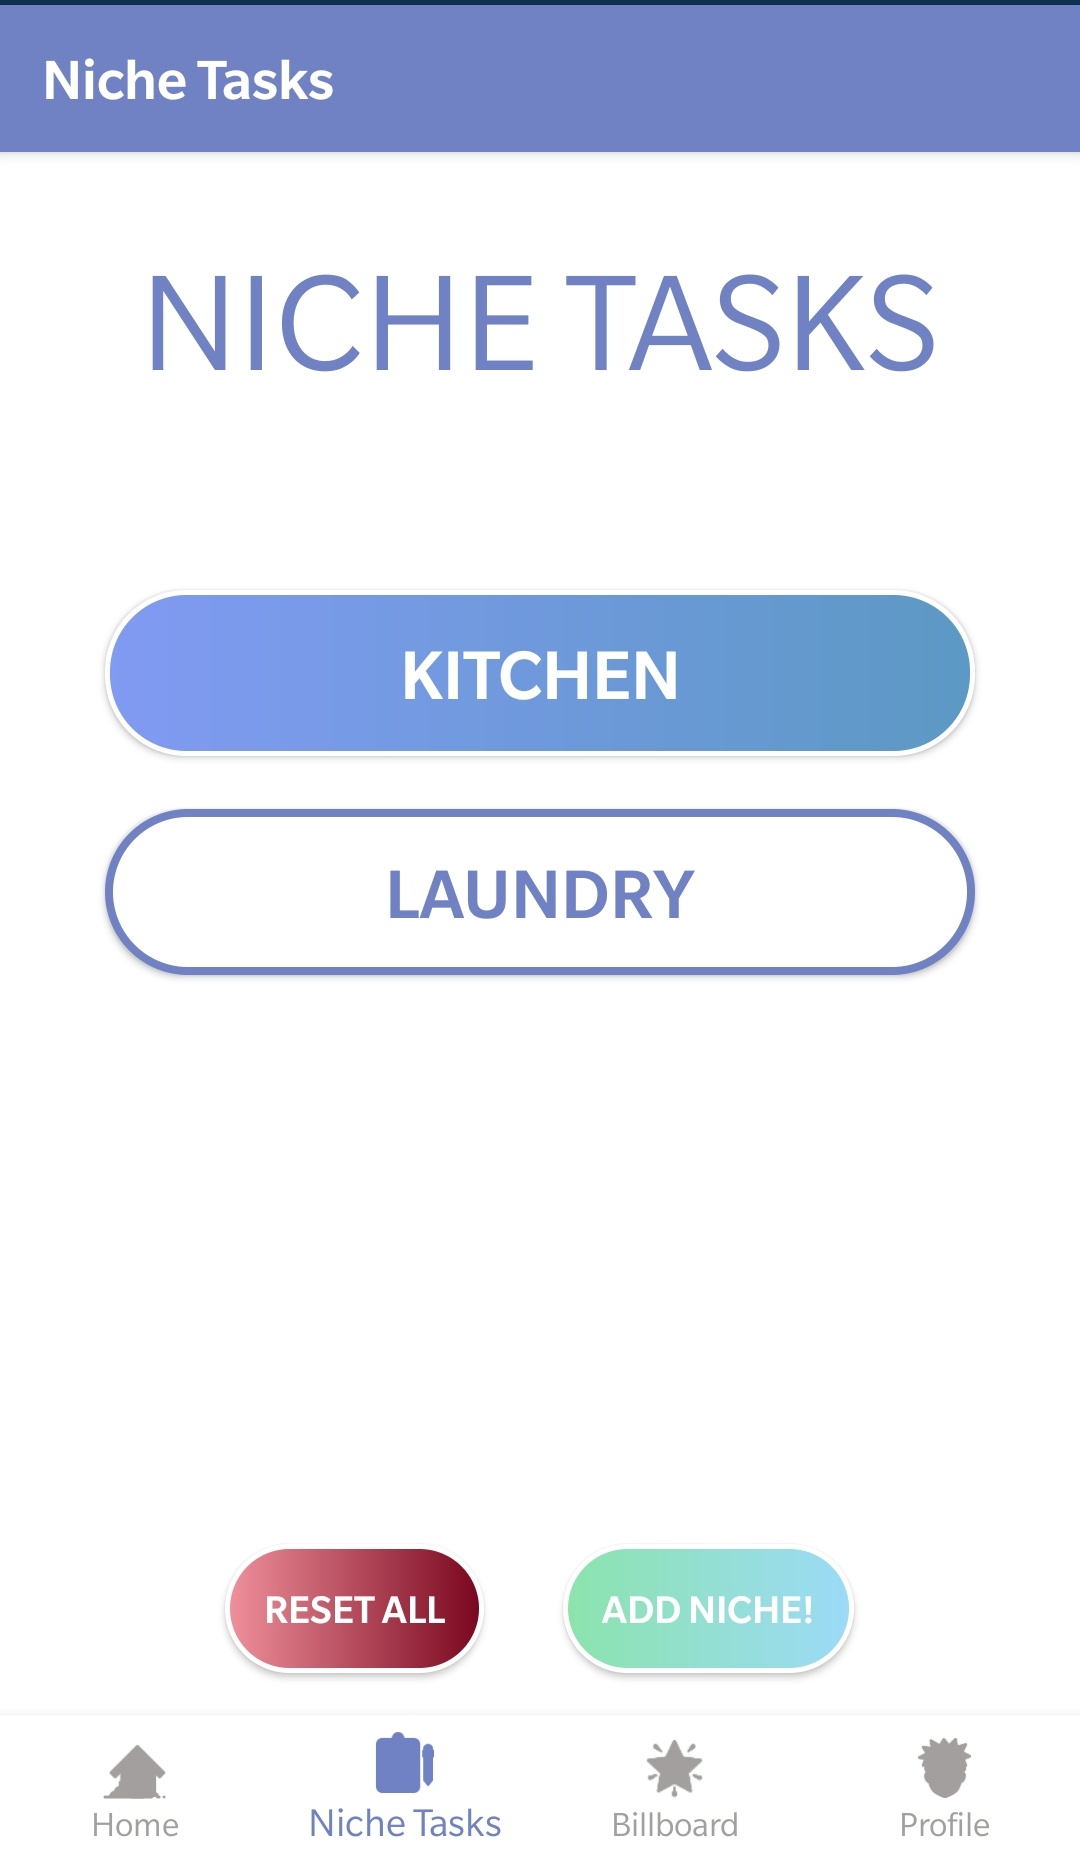 Niche Tasks
NICHE TASKS
KITCHEN
LAUNDRY
RESET ALL
ADD NICHE!
Home
Niche Tasks
Billboard
Profile